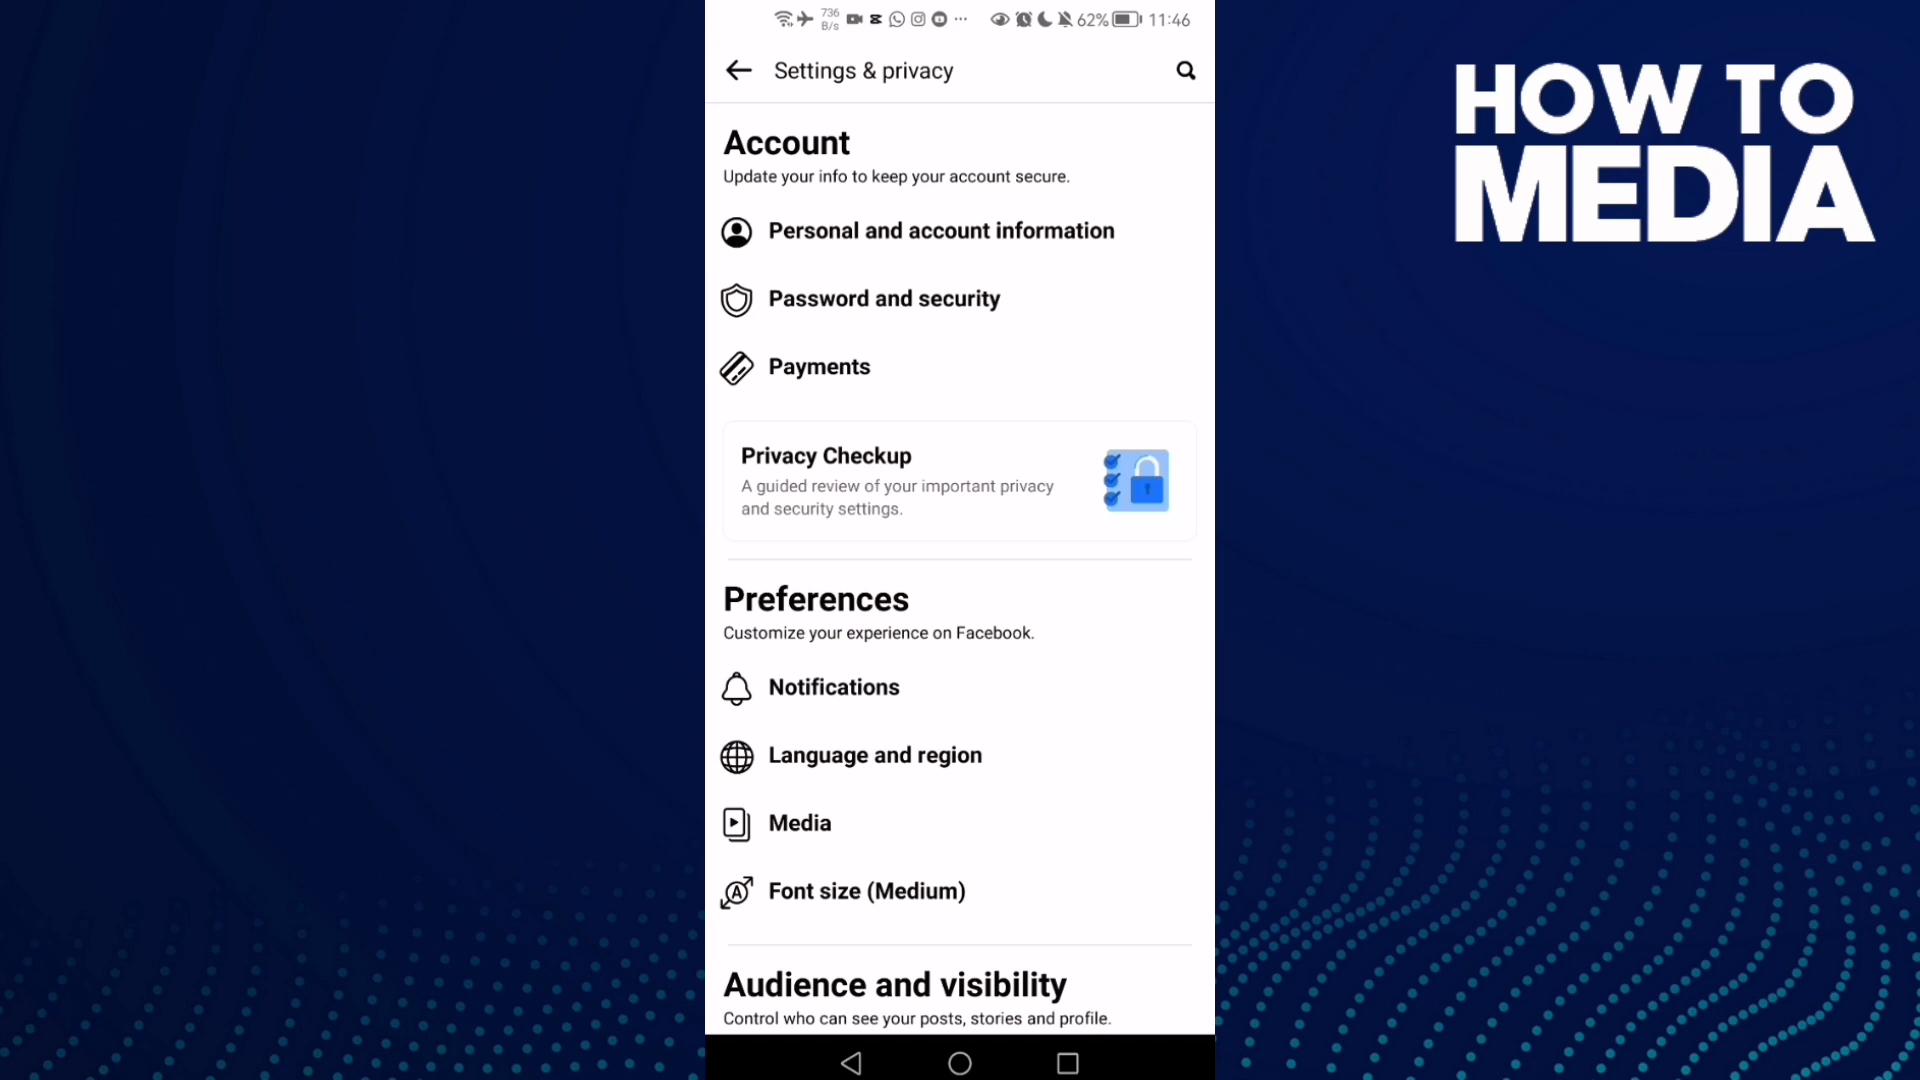 736
B/s
62%
11:46
Settings & privacy
HOW TO
MEDIA
Account
Update your info to keep your account secure.
Personal and account information
Password and security
Payments
Privacy Checkup
A guided review of your important privacy
and security settings.
Preferences
Customize your experience on Facebook.
Notifications
Language and region
Media
Font size (Medium)
Audience and visibility
Control who can see your posts, stories and profile.